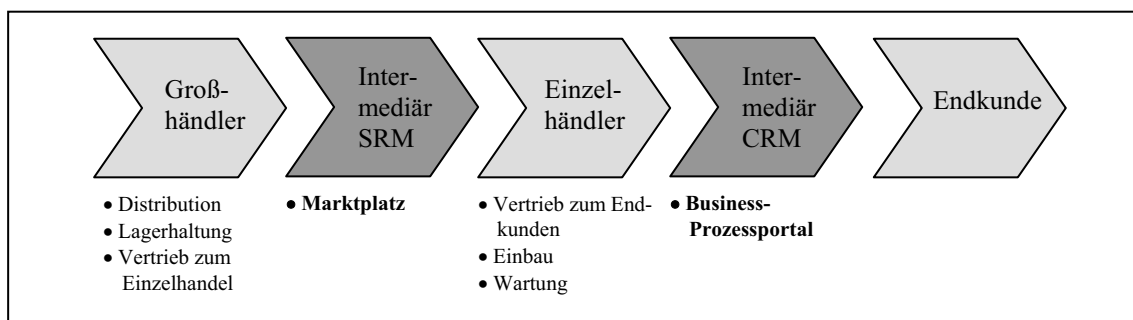 Groß-
händler
Inter-
mediär
SRM
Einzel-
händler
Inter-
mediär
CRM
Endkunde
• Distribution
• Lagerhaltung
• Vertrieb zum
Einzelhandel
• Marktplatz
• Vertrieb zum End-
kunden
• Einbau
• Wartung
• Business-
Prozessportal